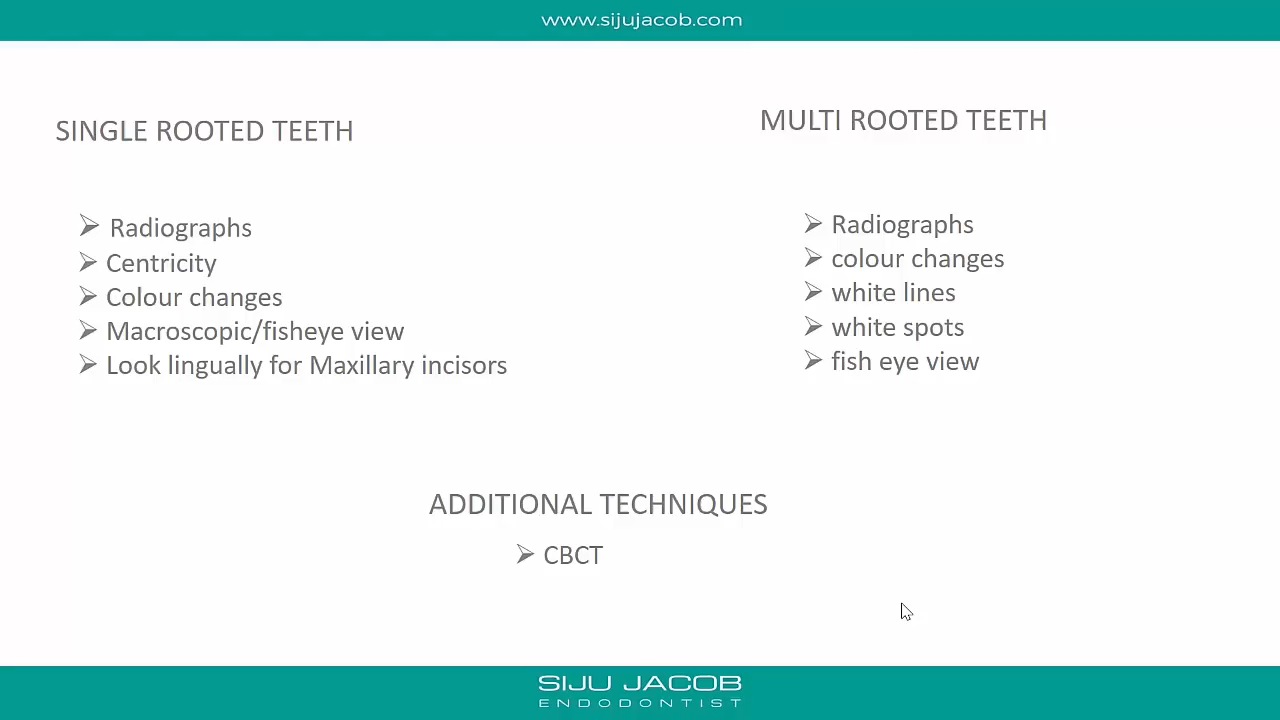 www.sijujacob.com
SINGLE ROOTED TEETH
Radiographs
Centricity
Colour changes
Macroscopic/fisheye view
Look lingually for Maxillary incisors
MULTI ROOTED TEETH
Radiographs
colour changes
white lines
white spots
fish eye view
ADDITIONAL TECHNIQUES
CBCT
SIJU JACOB
ENDODONTIST